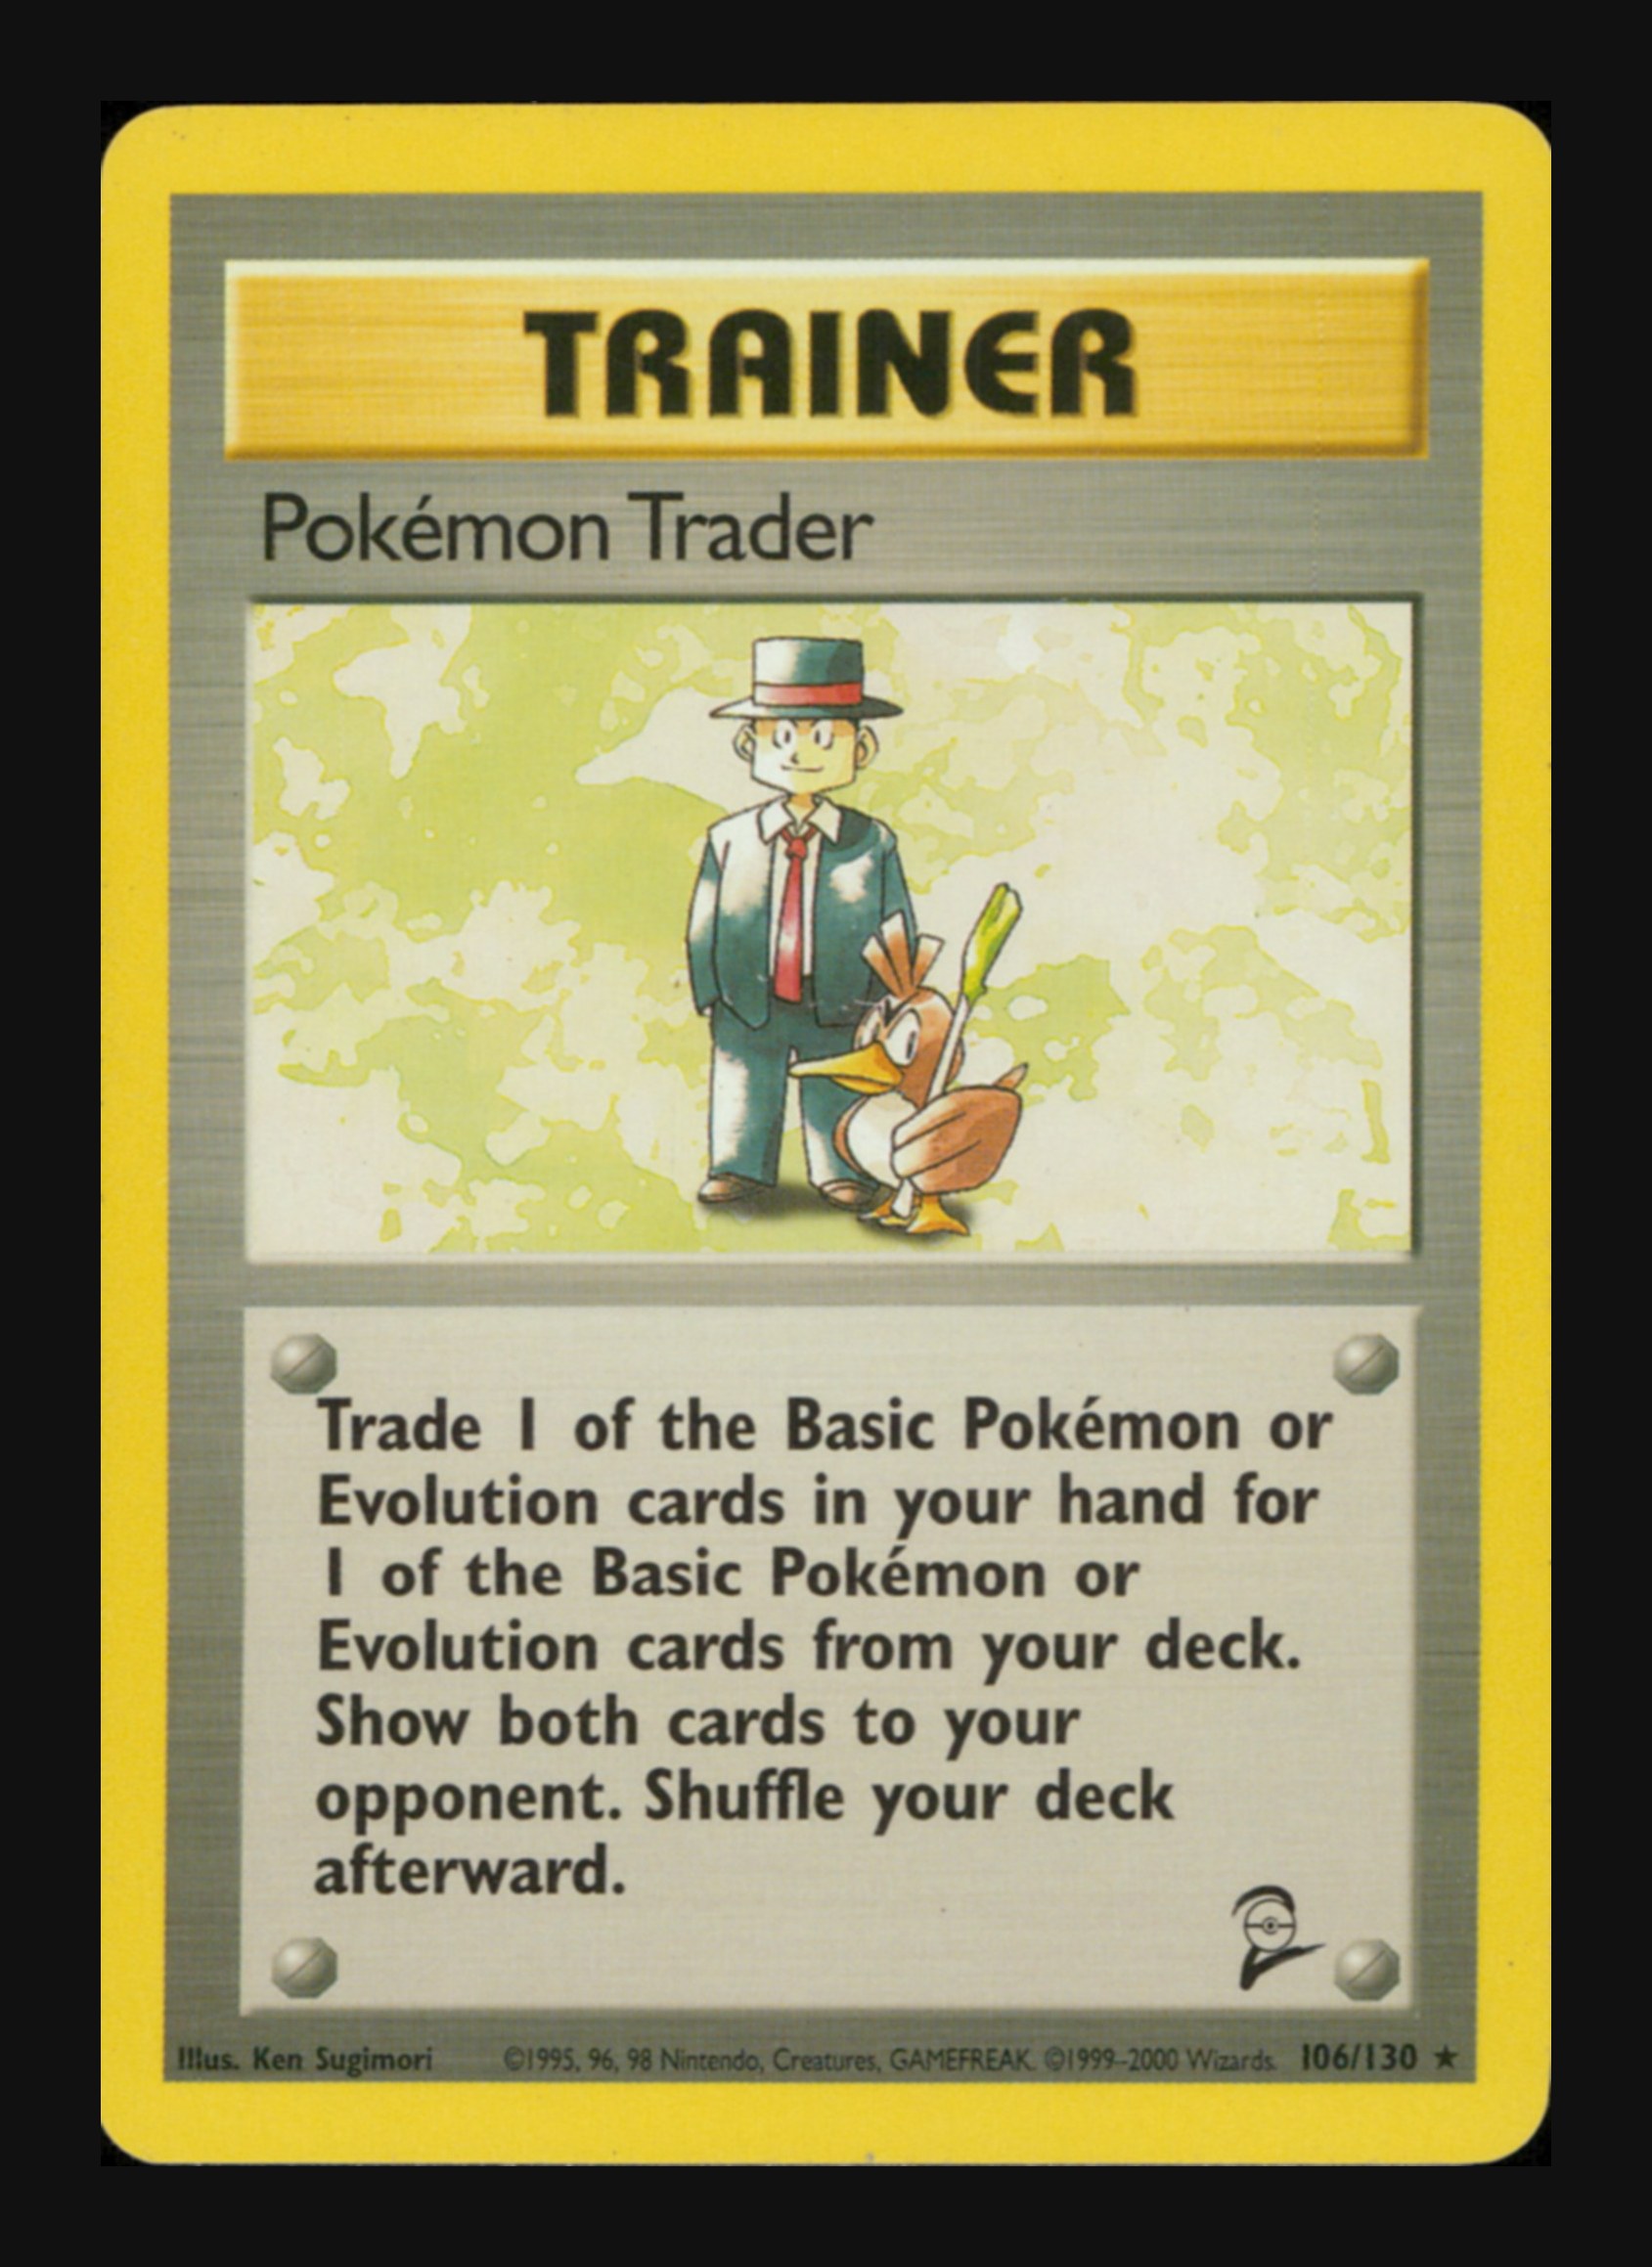 TRAINER
Pokémon Trader
Trade 1 of the Basic Pokémon or
Evolution cards in your hand for
1 of the Basic Pokémon or
Evolution cards from your deck.
Show both cards to your
opponent. Shuffle your deck
afterward.
Illus. Ken Sugimori ©1995, 96, 98 Nintendo, Creatures, GAMEFREAK. ©1999–2000 Wizards. 106/130 ★